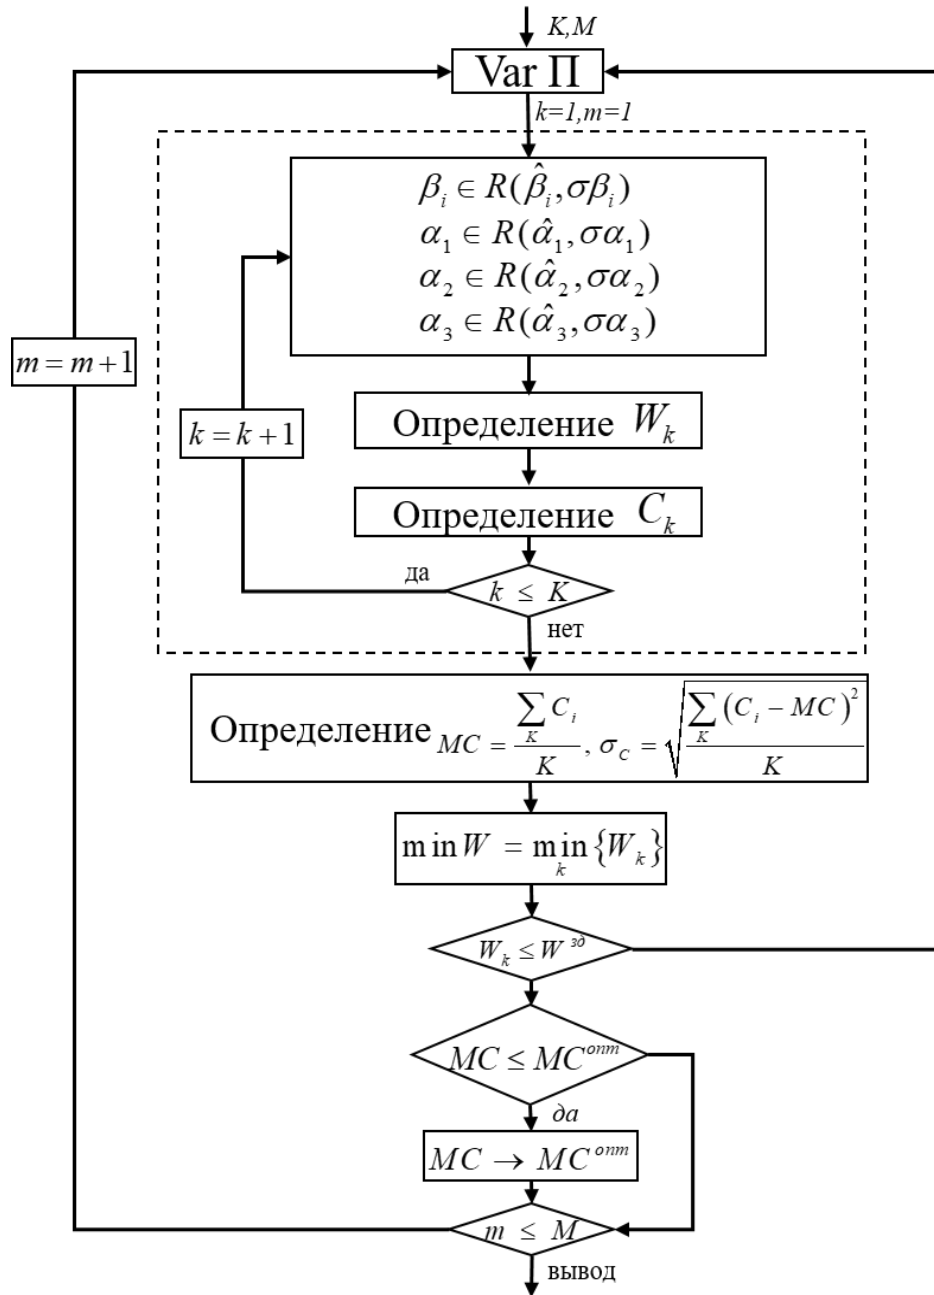 K,M
Var П
k=1,m=1
β_i ∈ R(β̂_i, σβ_i)
α_1 ∈ R(α̂_1, σα_1)
α_2 ∈ R(α̂_2, σα_2)
α_3 ∈ R(α̂_3, σα_3)
m = m +1
k = k +1
Определение W_k
Определение C_k
да
k ≤ K
нет
Определение MC = ∑_K C_i / K , σ_C = √(∑_K (C_i − MC)^2 / K)
min W = min_k {W_k}
W_k ≤ W^зд
MC ≤ MC^опт
да
MC → MC^опт
m ≤ M
вывод